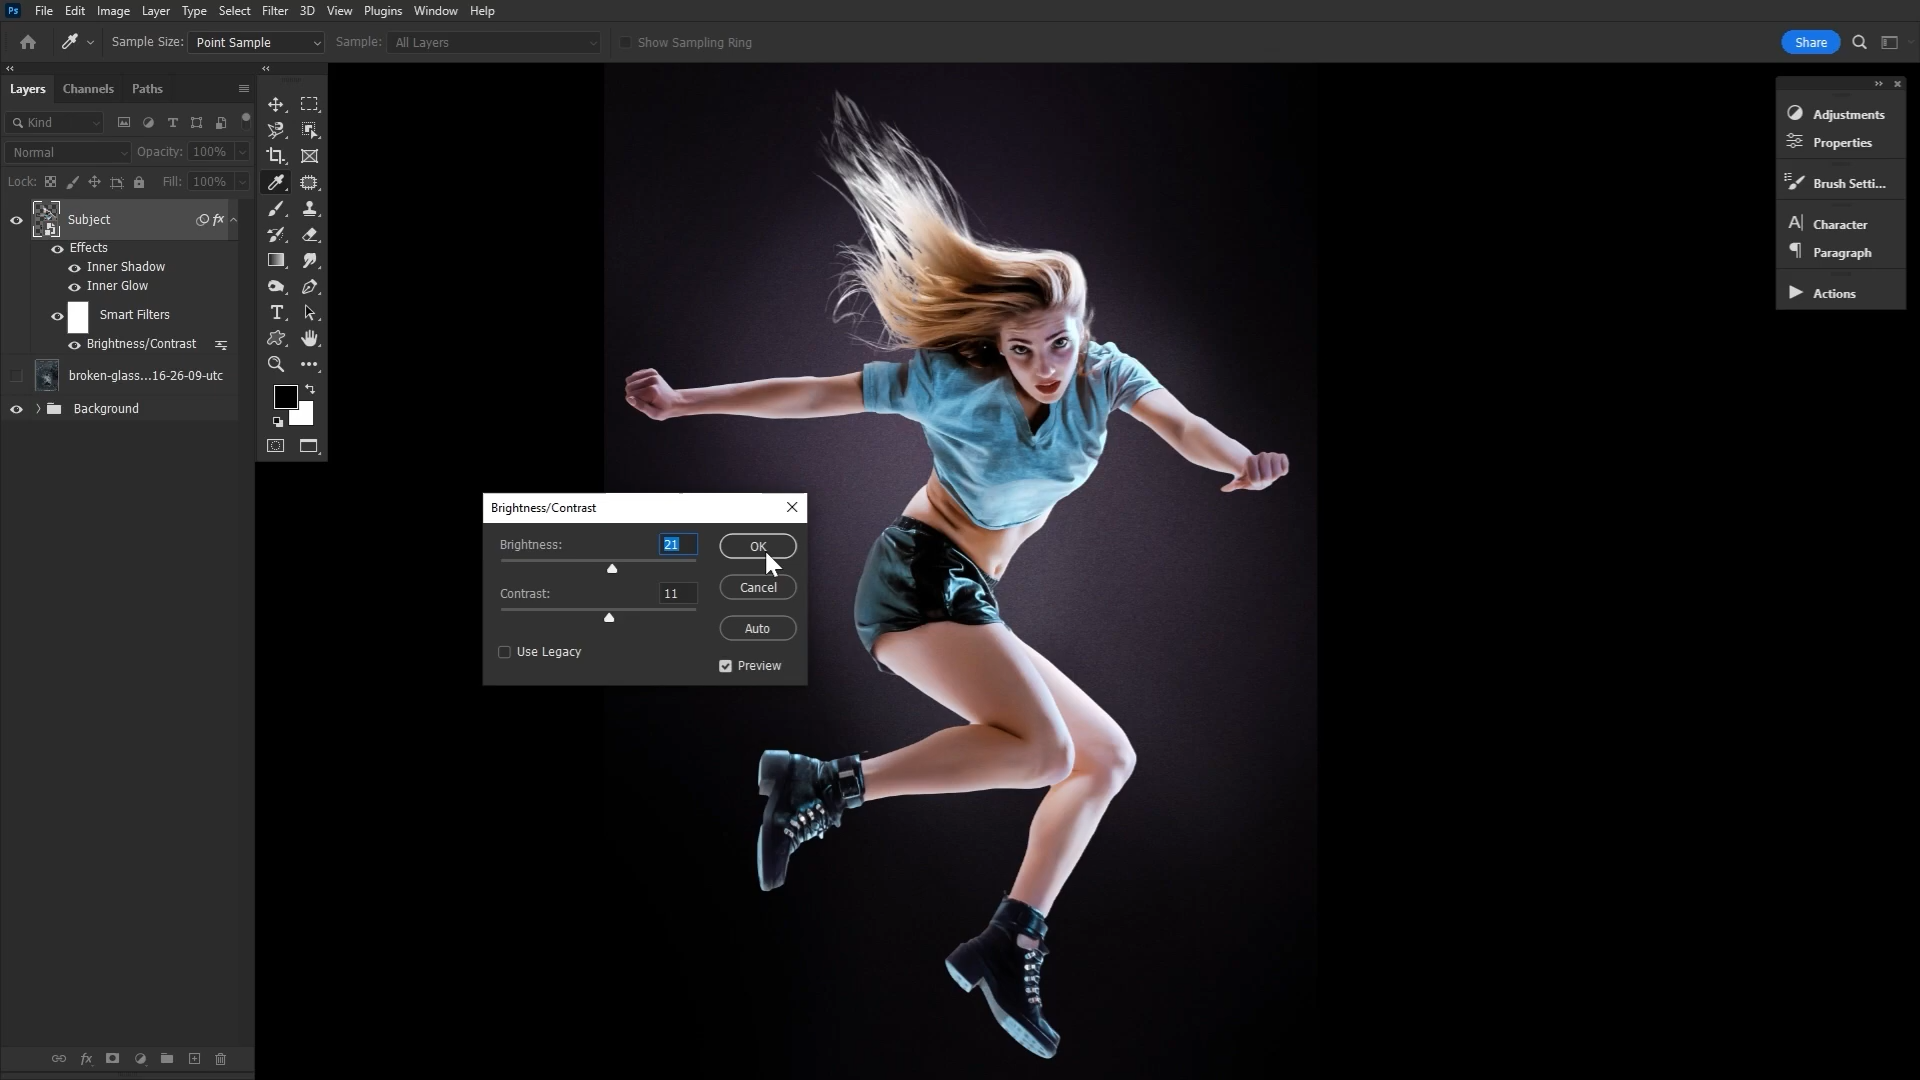 Ps File Edit Image Layer Type Select Filter 3D View Plugins Window Help
Sample Size: Point Sample Sample: All Layers Show Sampling Ring Share
Layers Channels Paths
Kind
Normal Opacity: 100%
Lock: Fill: 100%
Subject fx
Effects
Inner Shadow
Inner Glow
Smart Filters
Brightness/Contrast
broken-glass...16-26-09-utc
Background
fx
Brightness/Contrast
Brightness: 21 OK
Contrast: 11 Cancel
Auto
Use Legacy
Preview
Adjustments
Properties
Brush Setti...
Character
Paragraph
Actions